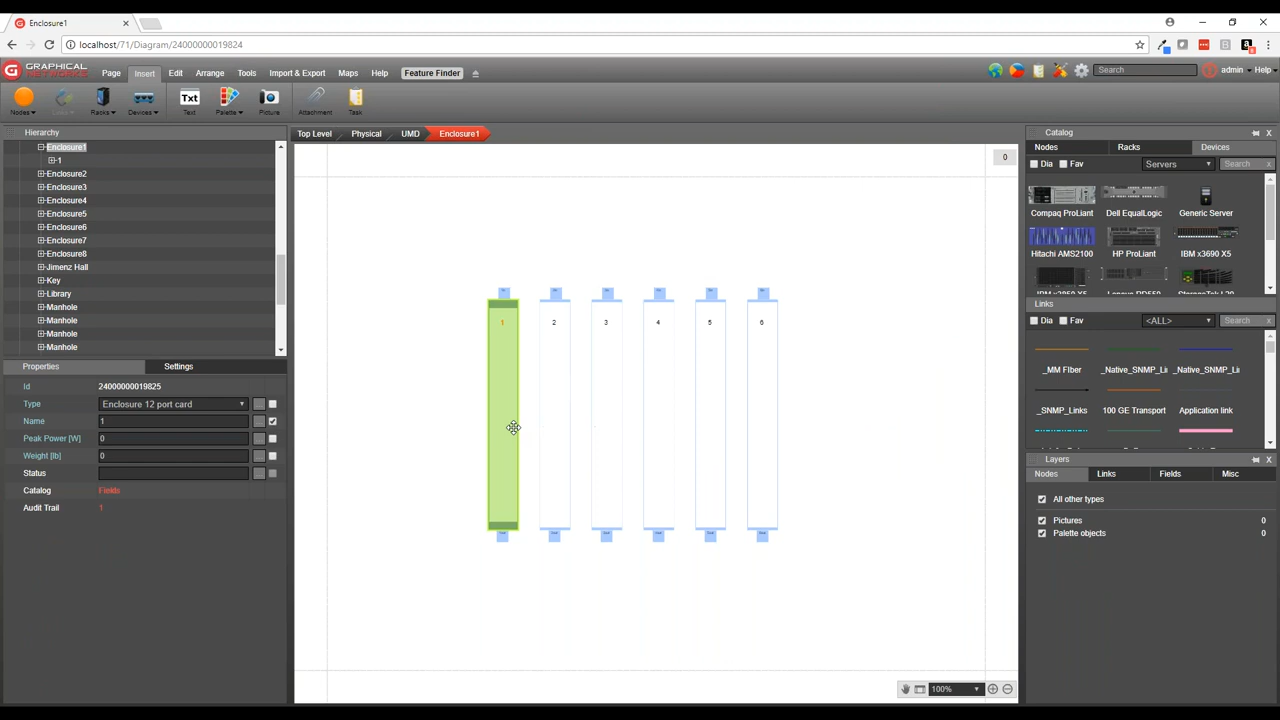 Enclosure1
localhost/71/Diagram/24000000019824
GRAPHICAL NETWORKS Page Insert Edit Arrange Tools Import & Export Maps Help Feature Finder Search admin Help
Nodes Racks Devices Txt Text Palette Picture Attachment Task
Hierarchy
Top Level Physical UMD Enclosure1
Enclosure1
1
Enclosure2
Enclosure3
Enclosure4
Enclosure5
Enclosure6
Enclosure7
Enclosure8
Jimenz Hall
Key
Library
Manhole
Manhole
Manhole
Manhole
Properties Settings
Id 24000000019825
Type Enclosure 12 port card
Name 1
Peak Power [W] 0
Weight [lb] 0
Status
Catalog Fields
Audit Trail 1
0
1 2 3 4 5 6
100%
Catalog
Nodes Racks Devices
Dia Fav Servers Search x
Compaq ProLiant Dell EqualLogic Generic Server
Hitachi AMS2100 HP ProLiant IBM x3690 X5
Links
Dia Fav <ALL> Search x
_MM FIber _Native_SNMP_Li _Native_SNMP_Li
_SNMP_Links 100 GE Transport Application link
Layers
Nodes Links Fields Misc
All other types
Pictures 0
Palette objects 0